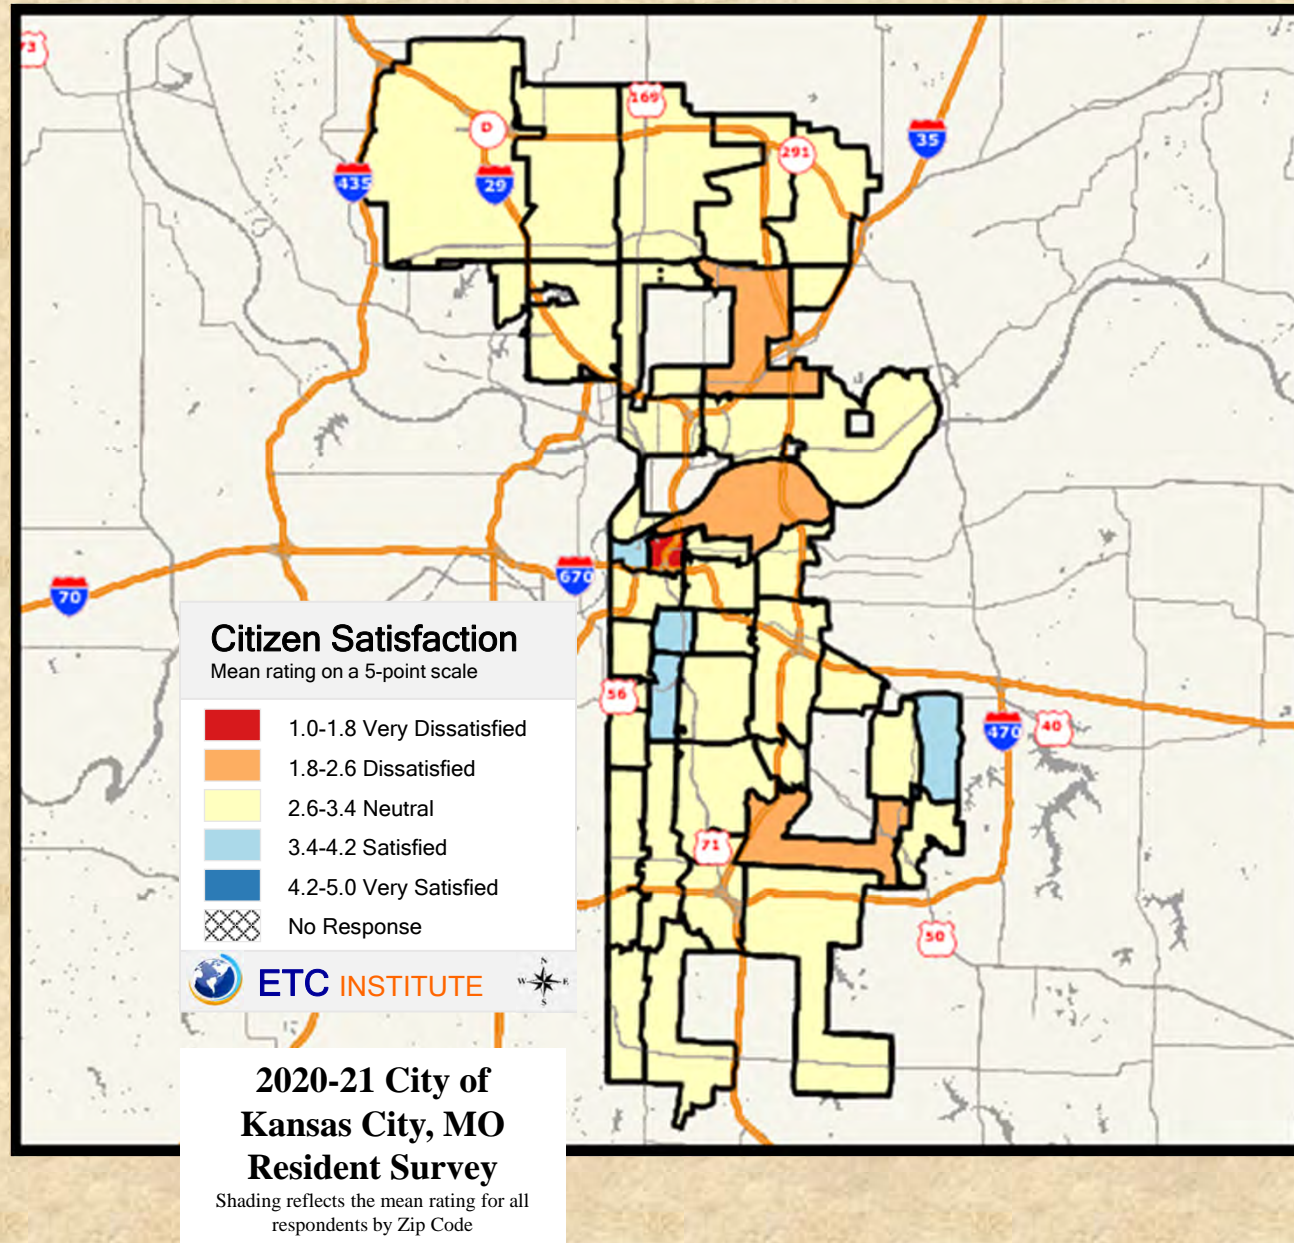 73
169
D
291
35
435
29
70
670
56
40
470
71
50
Citizen Satisfaction
Mean rating on a 5-point scale
1.0-1.8 Very Dissatisfied
1.8-2.6 Dissatisfied
2.6-3.4 Neutral
3.4-4.2 Satisfied
4.2-5.0 Very Satisfied
No Response
ETC INSTITUTE
N
W E
S
2020-21 City of
Kansas City, MO
Resident Survey
Shading reflects the mean rating for all
respondents by Zip Code